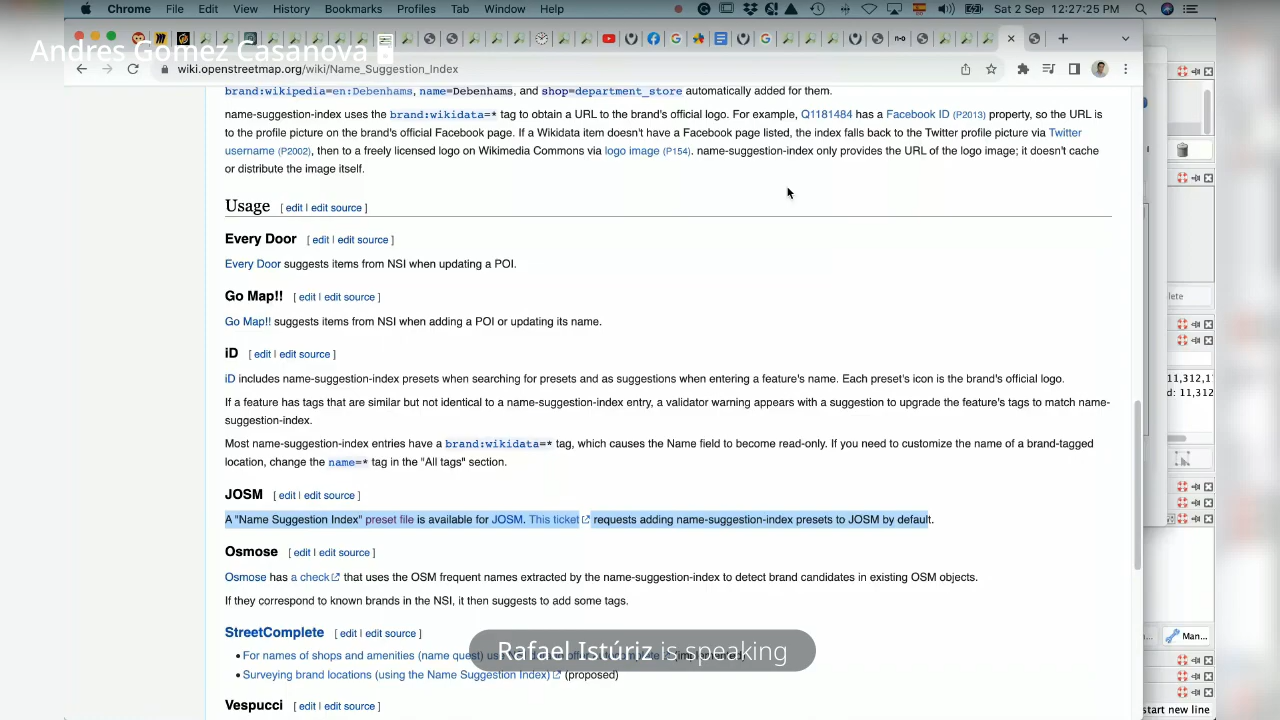 Chrome File Edit View History Bookmarks Profiles Tab Window Help Sat 2 Sep 12:27:25 PM
Andres Gomez Casanova
wiki.openstreetmap.org/wiki/Name_Suggestion_Index
brand:wikipedia=en:Debenhams, name=Debenhams, and shop=department_store automatically added for them.
name-suggestion-index uses the brand:wikidata=* tag to obtain a URL to the brand's official logo. For example, Q1181484 has a Facebook ID (P2013) property, so the URL is
to the profile picture on the brand's official Facebook page. If a Wikidata item doesn't have a Facebook page listed, the index falls back to the Twitter profile picture via Twitter
username (P2002), then to a freely licensed logo on Wikimedia Commons via logo image (P154). name-suggestion-index only provides the URL of the logo image; it doesn't cache
or distribute the image itself.
Usage [ edit | edit source ]
Every Door [ edit | edit source ]
Every Door suggests items from NSI when updating a POI.
lete
Go Map!! [ edit | edit source ]
Go Map!! suggests items from NSI when adding a POI or updating its name.
iD [ edit | edit source ]
iD includes name-suggestion-index presets when searching for presets and as suggestions when entering a feature's name. Each preset's icon is the brand's official logo.
11,312,1
d: 11,312
If a feature has tags that are similar but not identical to a name-suggestion-index entry, a validator warning appears with a suggestion to upgrade the feature's tags to match name-
suggestion-index.
Most name-suggestion-index entries have a brand:wikidata=* tag, which causes the Name field to become read-only. If you need to customize the name of a brand-tagged
location, change the name=* tag in the "All tags" section.
JOSM [ edit | edit source ]
A "Name Suggestion Index" preset file is available for JOSM. This ticket requests adding name-suggestion-index presets to JOSM by default.
Osmose [ edit | edit source ]
Osmose has a check that uses the OSM frequent names extracted by the name-suggestion-index to detect brand candidates in existing OSM objects.
If they correspond to known brands in the NSI, it then suggests to add some tags.
StreetComplete [ edit | edit source ]
Man...
Rafael Istúriz is speaking
• For names of shops and amenities (name quest)
• Surveying brand locations (using the Name Suggestion Index) (proposed)
Vespucci [ edit | edit source ]
start new line